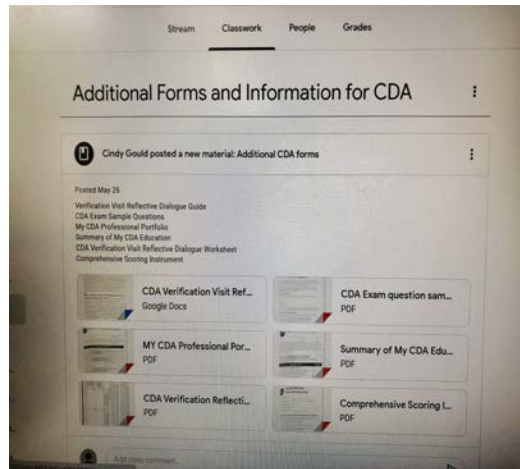 Stream Classwork People Grades
Additional Forms and Information for CDA
Cindy Gould posted a new material: Additional CDA forms
Posted May 26
Verification Visit Reflective Dialogue Guide
CDA Exam Sample Questions
My CDA Professional Portfolio
Summary of My CDA Education
CDA Verification Visit Reflective Dialogue Worksheet
Comprehensive Scoring Instrument
CDA Verification Visit Ref...
Google Docs
CDA Exam question sam...
PDF
MY CDA Professional Por...
PDF
Summary of My CDA Edu...
PDF
CDA Verification Reflecti...
PDF
Comprehensive Scoring I...
PDF
Add class comment...